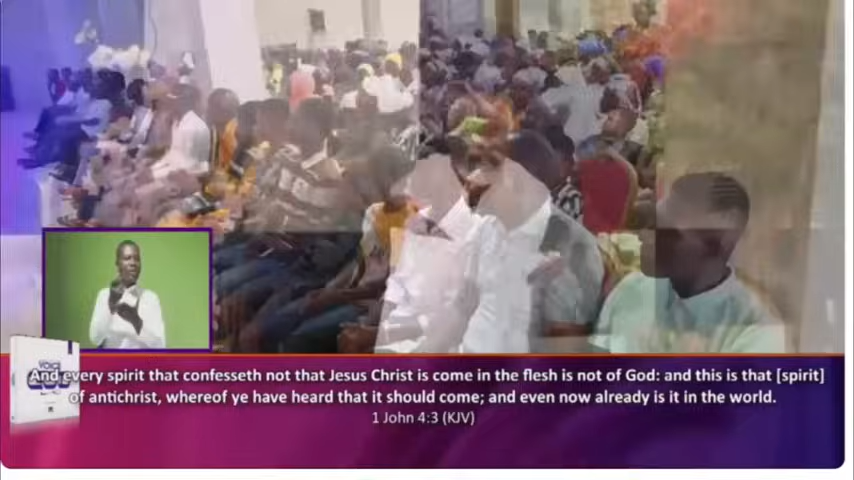 And every spirit that confesseth not that Jesus Christ is come in the flesh is not of God: and this is that [spirit]
of antichrist, whereof ye have heard that it should come; and even now already is it in the world.
1 John 4:3 (KJV)